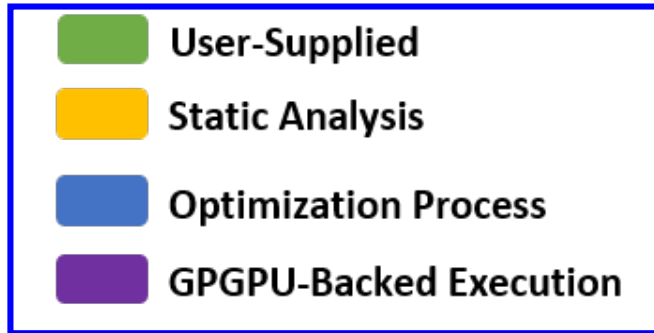 User-Supplied
Static Analysis
Optimization Process
GPGPU-Backed Execution